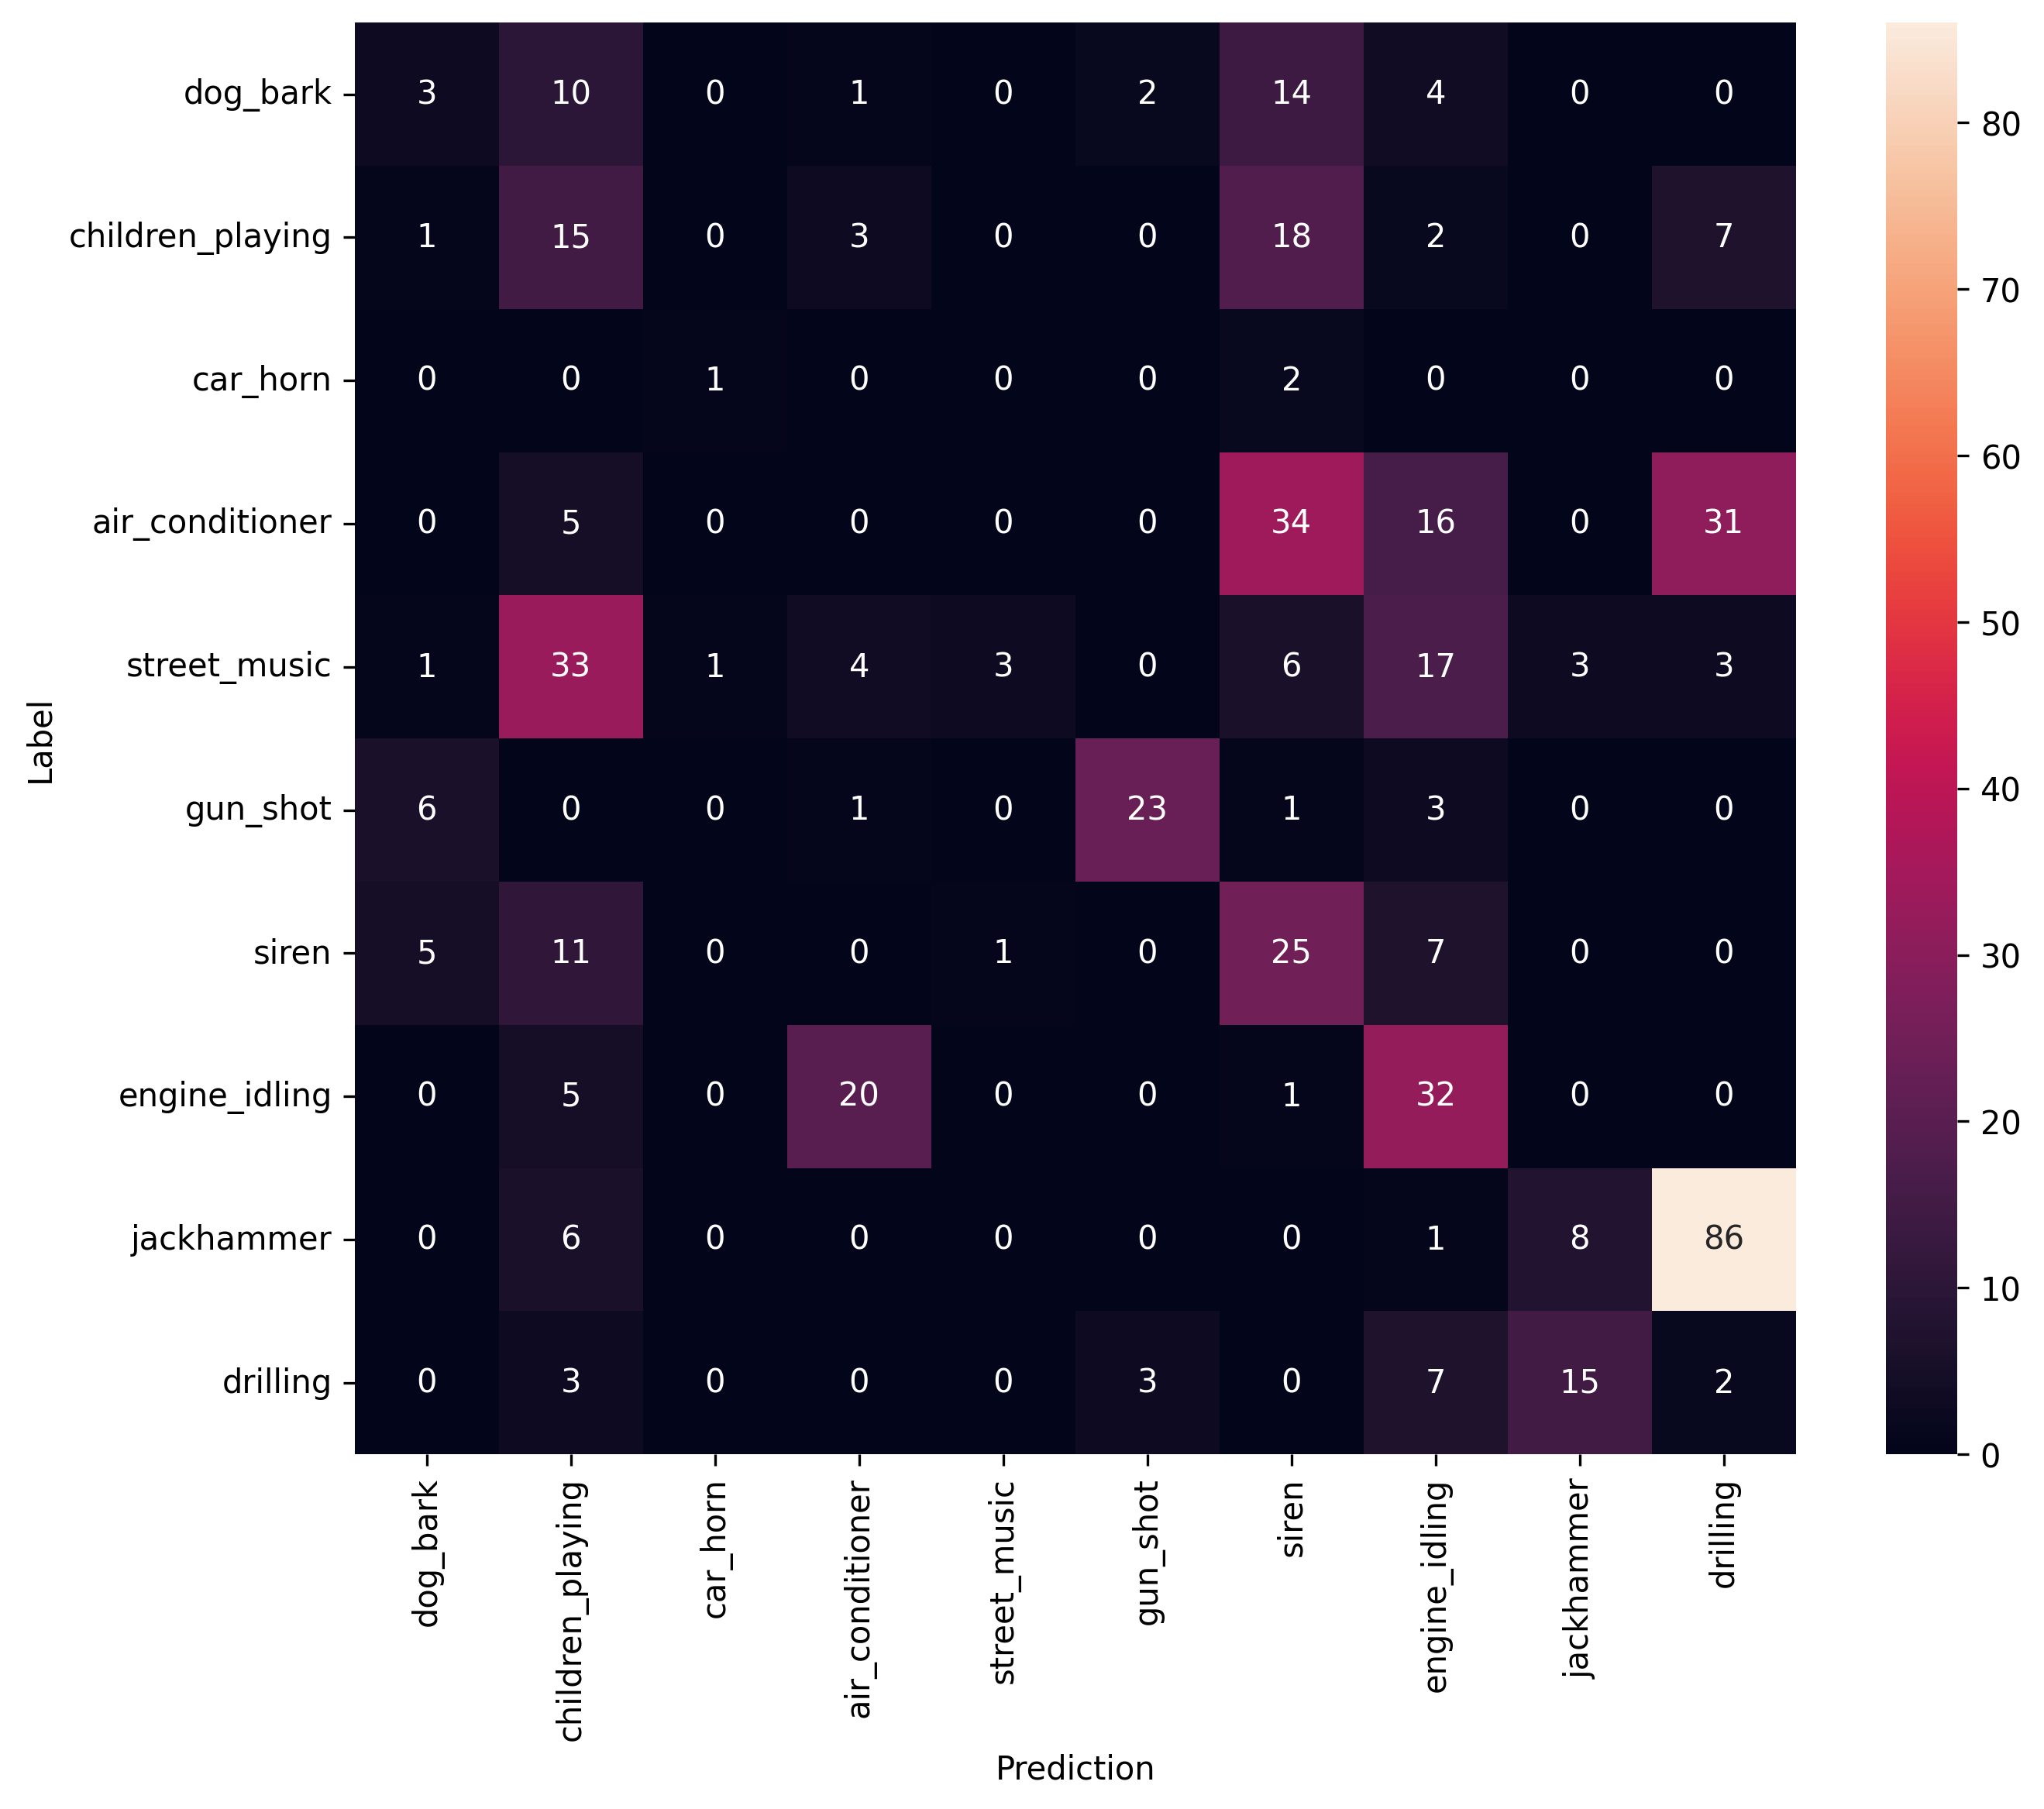 dog_bark 3 10 0 1 0 2 14 4 0 0
children_playing 1 15 0 3 0 0 18 2 0 7
car_horn 0 0 1 0 0 0 2 0 0 0
air_conditioner 0 5 0 0 0 0 34 16 0 31
street_music 1 33 1 4 3 0 6 17 3 3
gun_shot 6 0 0 1 0 23 1 3 0 0
siren 5 11 0 0 1 0 25 7 0 0
engine_idling 0 5 0 20 0 0 1 32 0 0
jackhammer 0 6 0 0 0 0 0 1 8 86
drilling 0 3 0 0 0 3 0 7 15 2
Label
dog_bark
children_playing
car_horn
air_conditioner
street_music
gun_shot
siren
engine_idling
jackhammer
drilling
Prediction
80
70
60
50
40
30
20
10
0